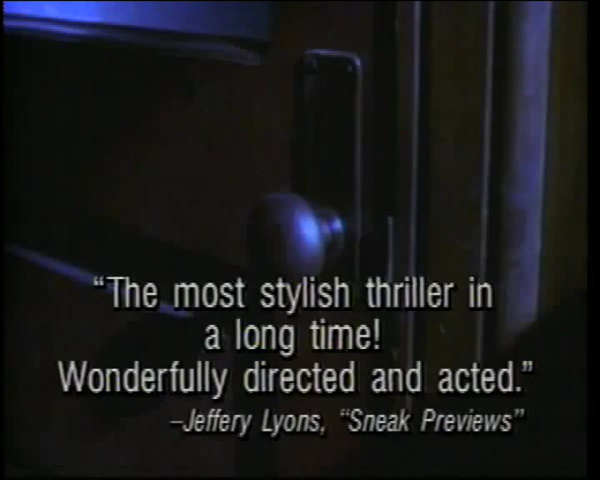 “The most stylish thriller in
a long time!
Wonderfully directed and acted.”
–Jeffery Lyons, “Sneak Previews”